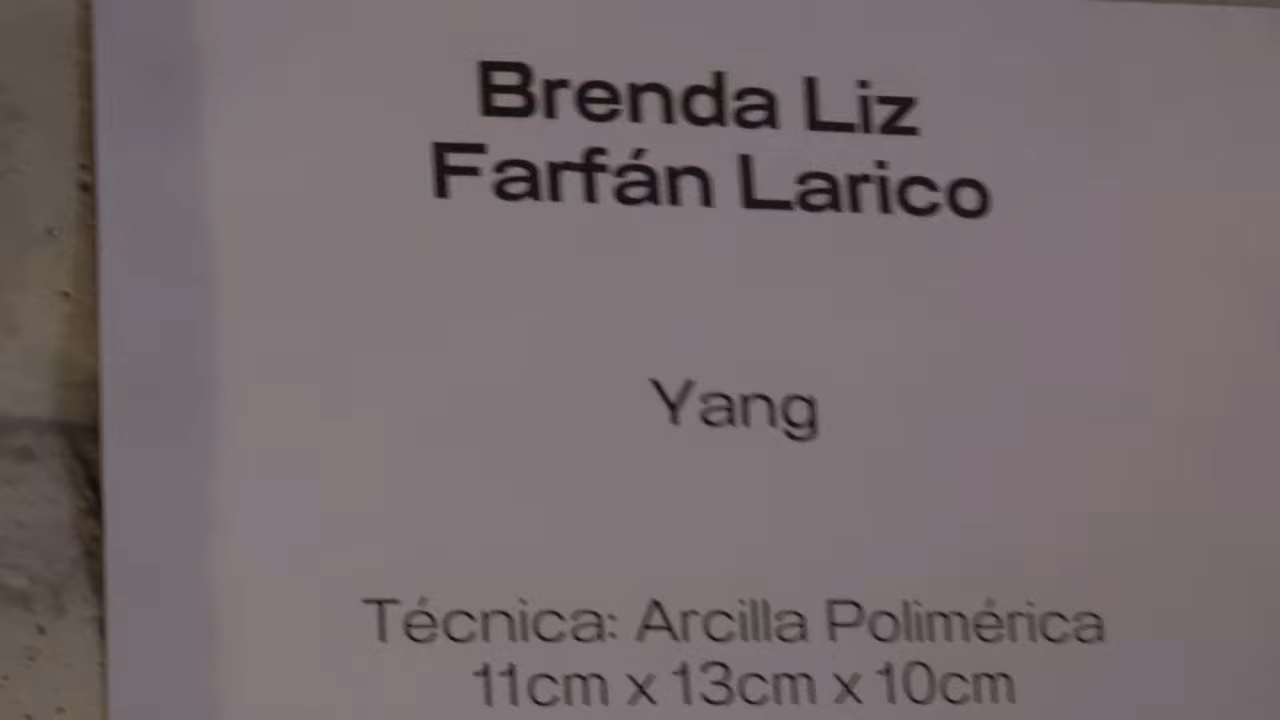 Brenda Liz
Farfán Larico
Yang
Técnica: Arcilla Polimérica
11cm x 13cm x 10cm